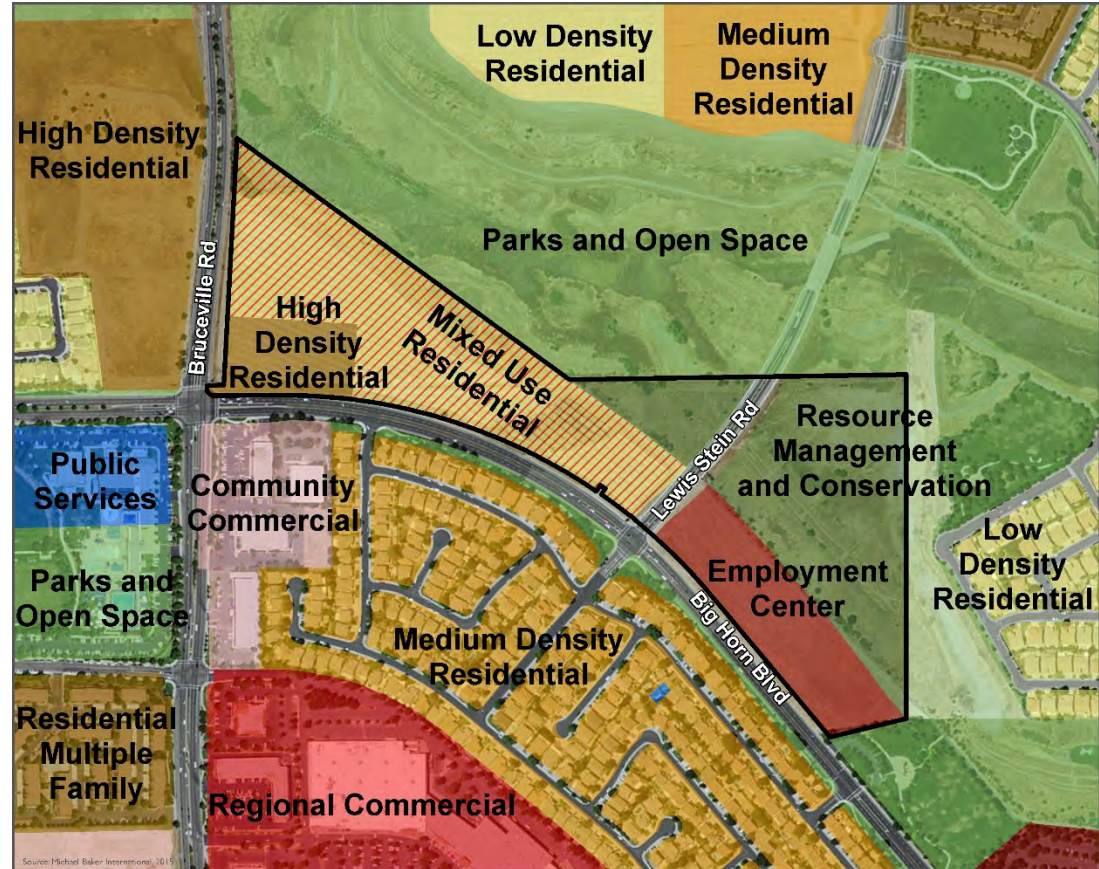 Low Density
Residential
Medium
Density
Residential
High Density
Residential
Parks and Open Space
Bruceville Rd
High
Density
Residential
Mixed Use
Residential
Lewis Stein Rd
Resource
Management
and Conservation
Public
Services
Community
Commercial
Low
Density
Residential
Employment
Center
Parks and
Open Space
Medium Density
Residential
Big Horn Blvd
Residential
Multiple
Family
Regional Commercial
Source: Michael Baker International, 2015